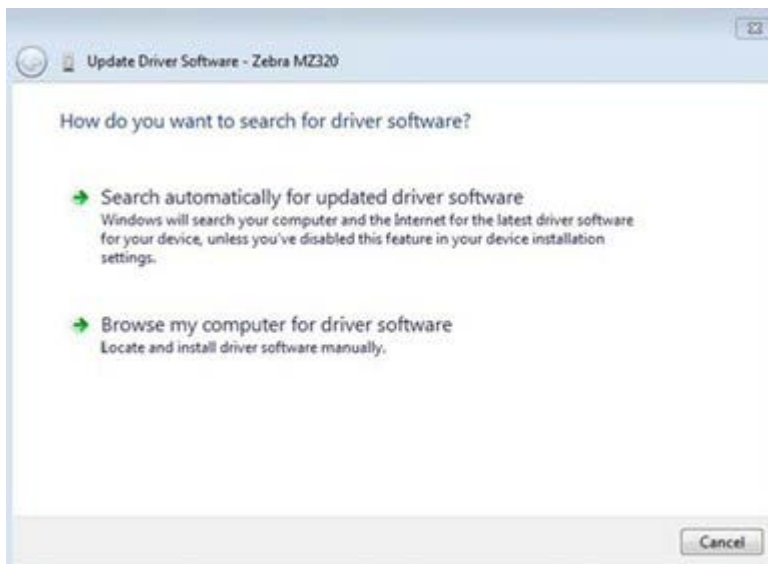 Update Driver Software - Zebra MZ320
How do you want to search for driver software?
Search automatically for updated driver software
Windows will search your computer and the Internet for the latest driver software
for your device, unless you've disabled this feature in your device installation
settings.
Browse my computer for driver software
Locate and install driver software manually.
Cancel